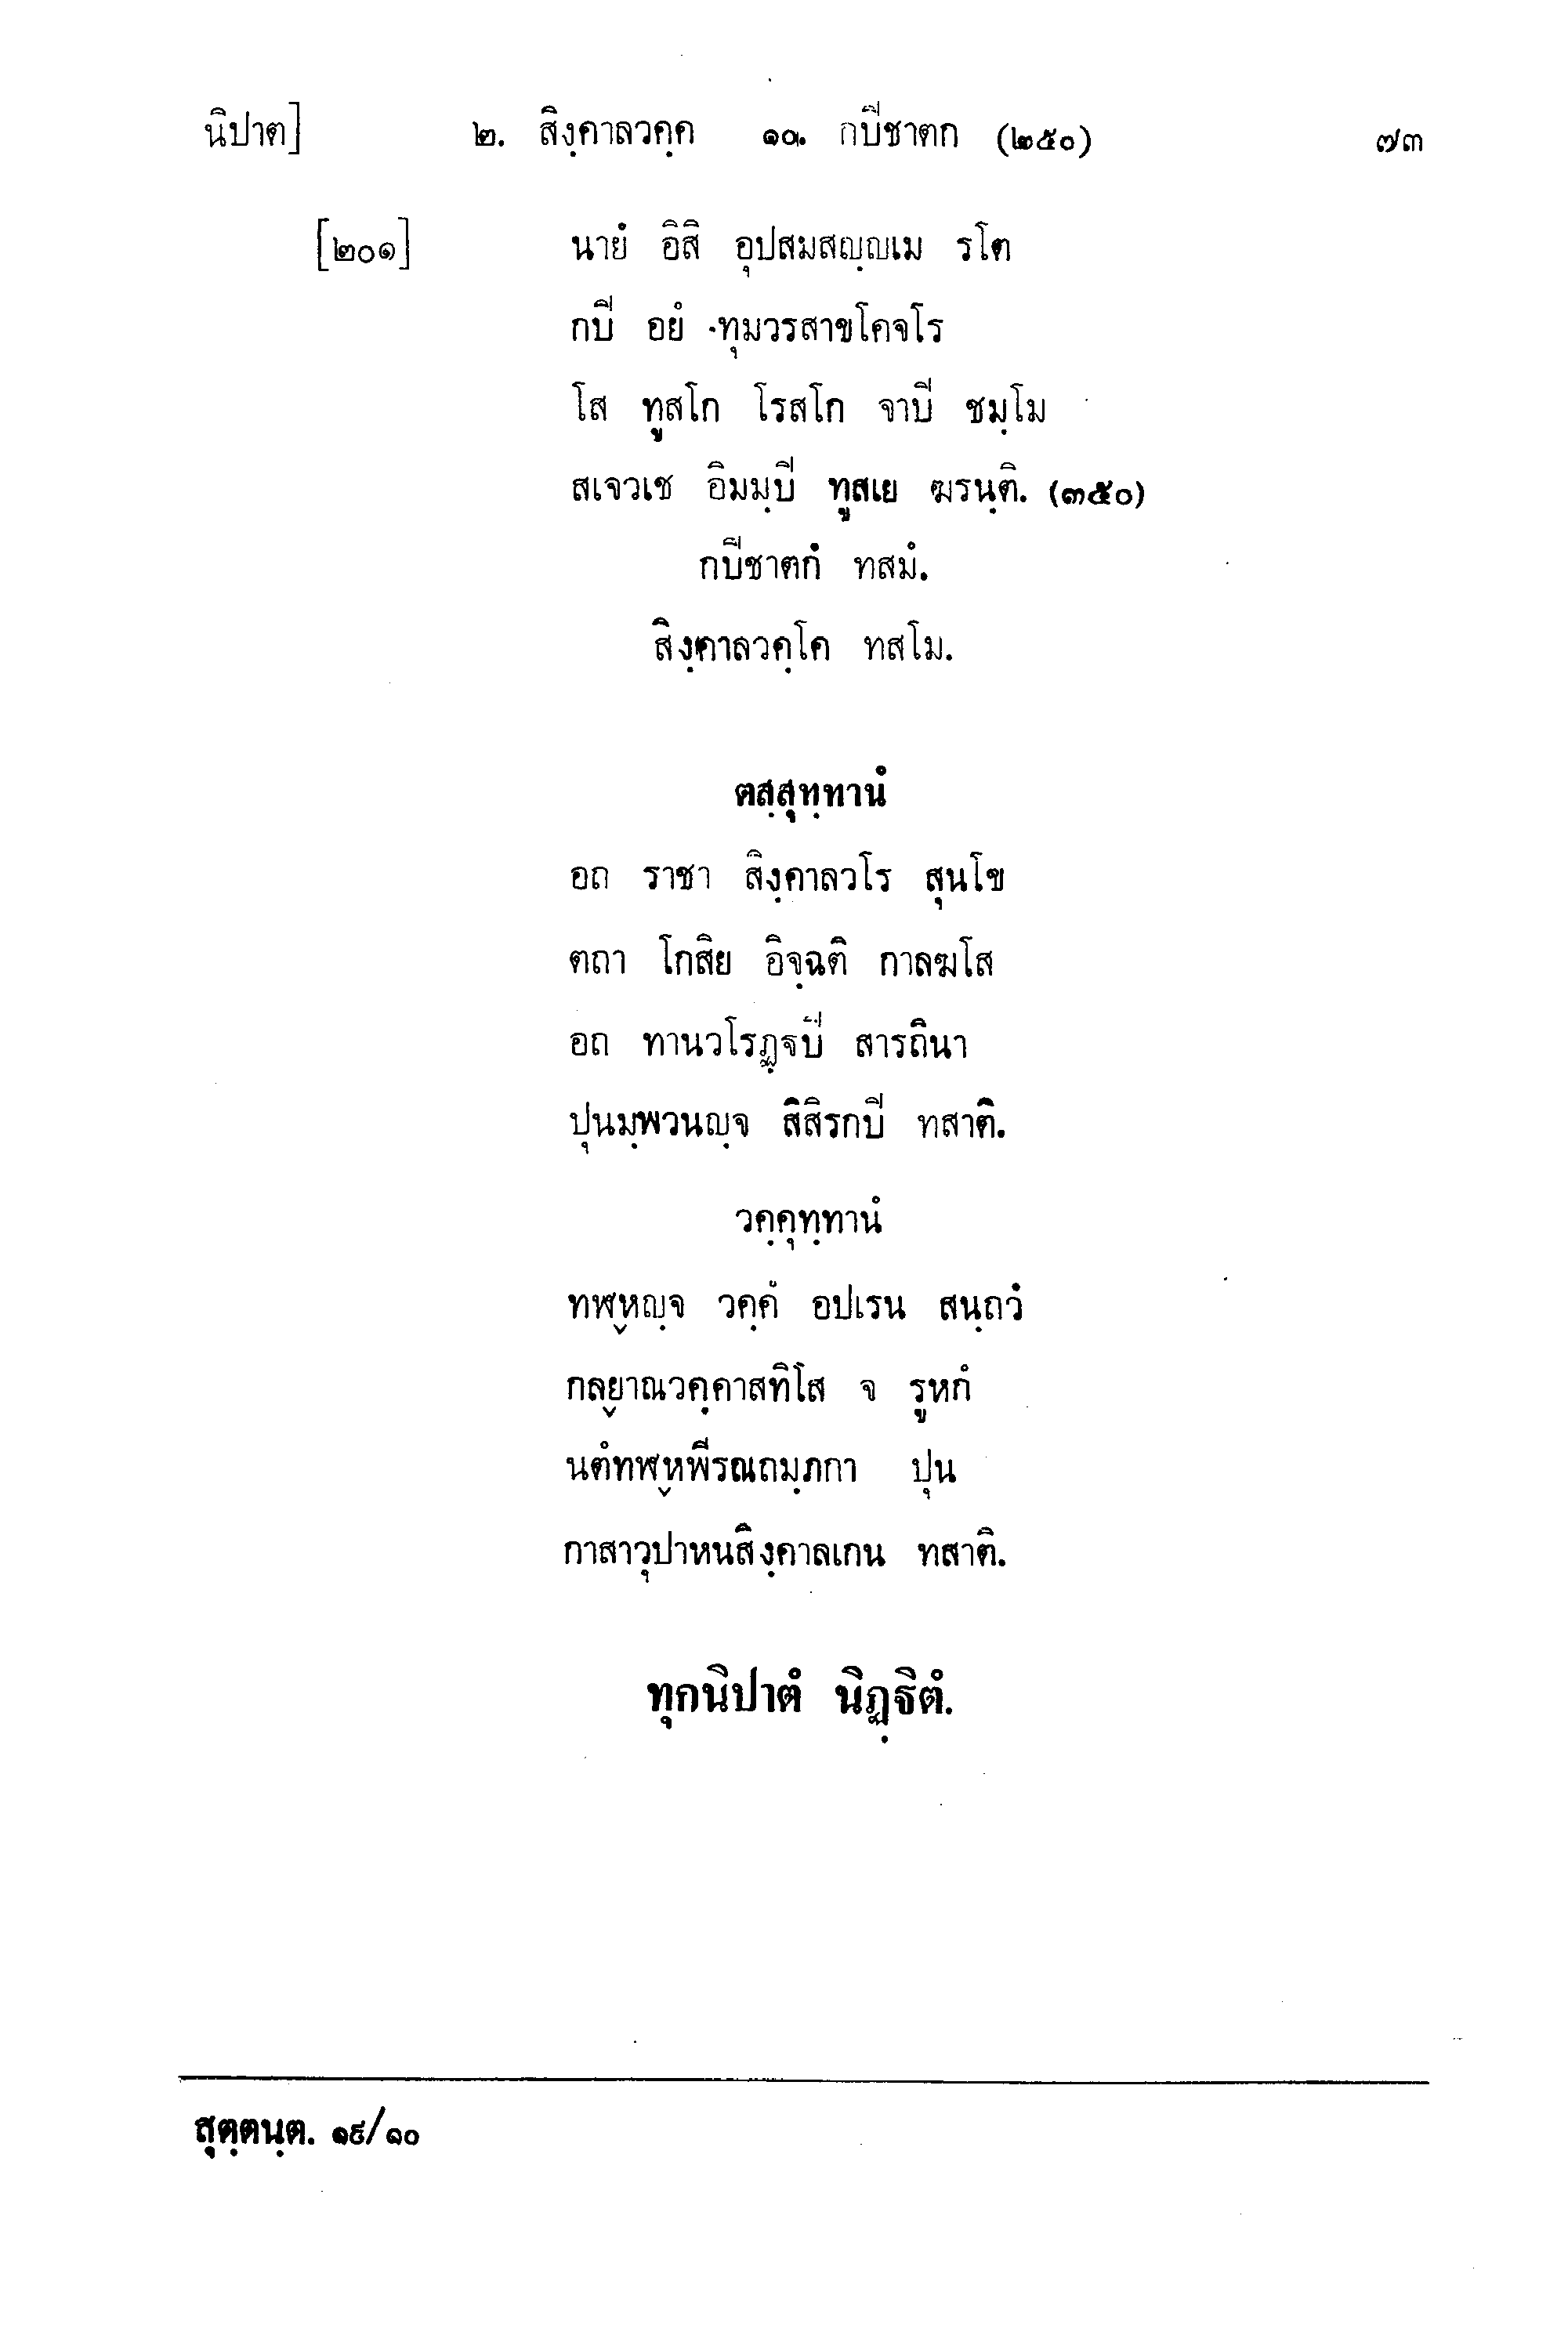 นิปาต] ๒. สิงฺคาลวคฺค ๑๐. กปิชาตก (๒๕๐) ๗๓
[๒๐๑] นายํ อิสิ อุปสมสญฺญเม รโต
กปิ อยํ ทุมวรสาขโคจโร
โส ทูสโก โรสโก จาปิ ชมฺโม
สเจวเช อิมมฺปิ ทูสเย ฆรนฺติ. (๓๕๐)
กปิชาตกํ ทสมํ.
สิงฺคาลวคฺโค ทสโม.
ตสฺสุทฺทานํ
อถ ราชา สิงฺคาลวโร สุนโข
ตถา โกสิย อิจฺฉติ กาลฆโส
อถ ทานวโรฏฺฐปิ สารถินา
ปุนมฺพวนญฺจ สิสิรกปิ ทสาติ.
วคฺคุทฺทานํ
ทฬฺหญฺจ วคฺคํ อปเรน สนฺถวํ
กลฺยาณวคฺคาสทิโส จ รูหกํ
นตํทฬฺหพีรณถมฺภกา ปุน
กาสาวุปาหนสิงฺคาลเกน ทสาติ.
ทุกนิปาตํ นิฏฺฐิตํ.
สุตฺตนฺต. ๑๙/๑๐